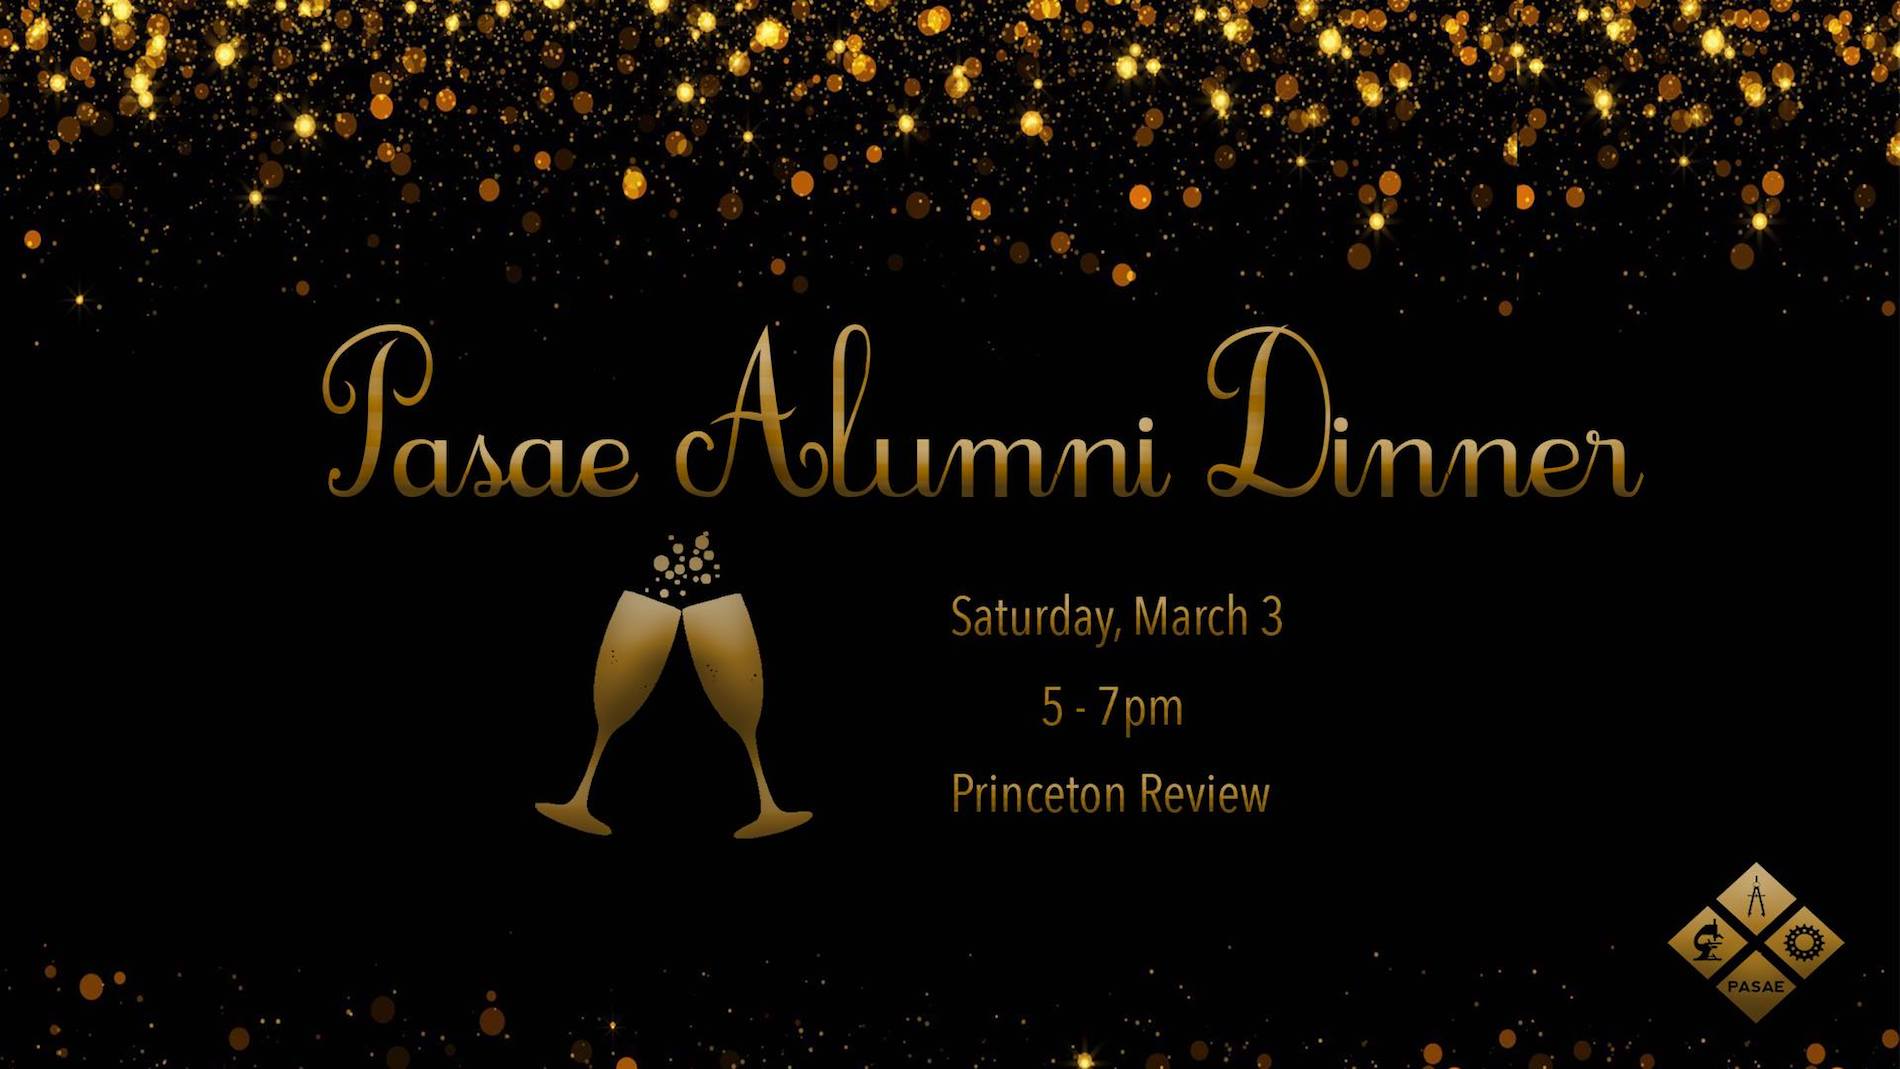 Pasae Alumni Dinner
Saturday, March 3
5 - 7pm
Princeton Review
PASAE